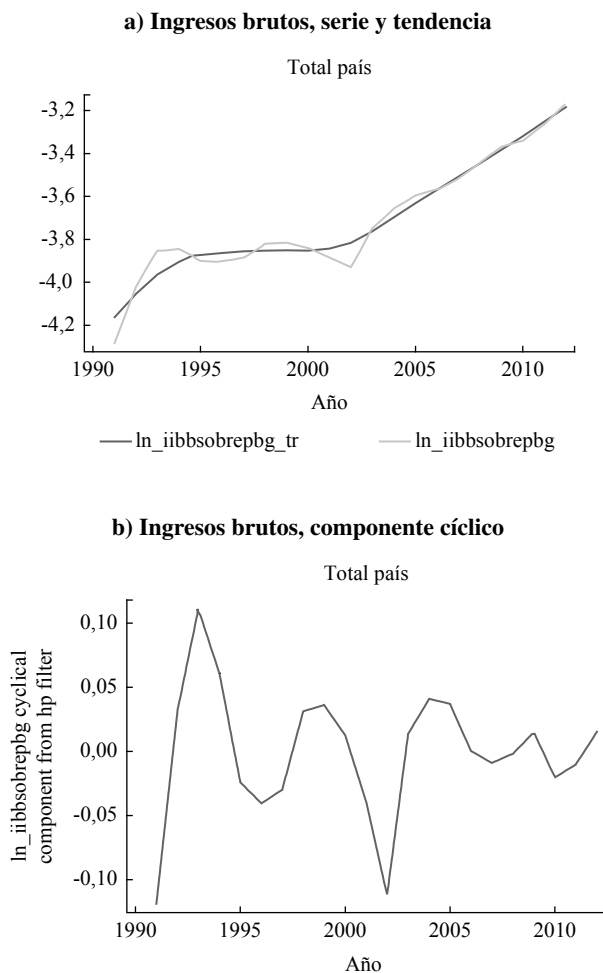 a) Ingresos brutos, serie y tendencia
Total país
-3,2
-3,4
-3,6
-3,8
-4,0
-4,2
1990 1995 2000 2005 2010
Año
ln_iibbsobrepbg_tr ln_iibbsobrepbg
b) Ingresos brutos, componente cíclico
Total país
ln_iibbsobrepbg cyclical
component from hp filter
0,10
0,05
0,00
-0,05
-0,10
1990 1995 2000 2005 2010
Año